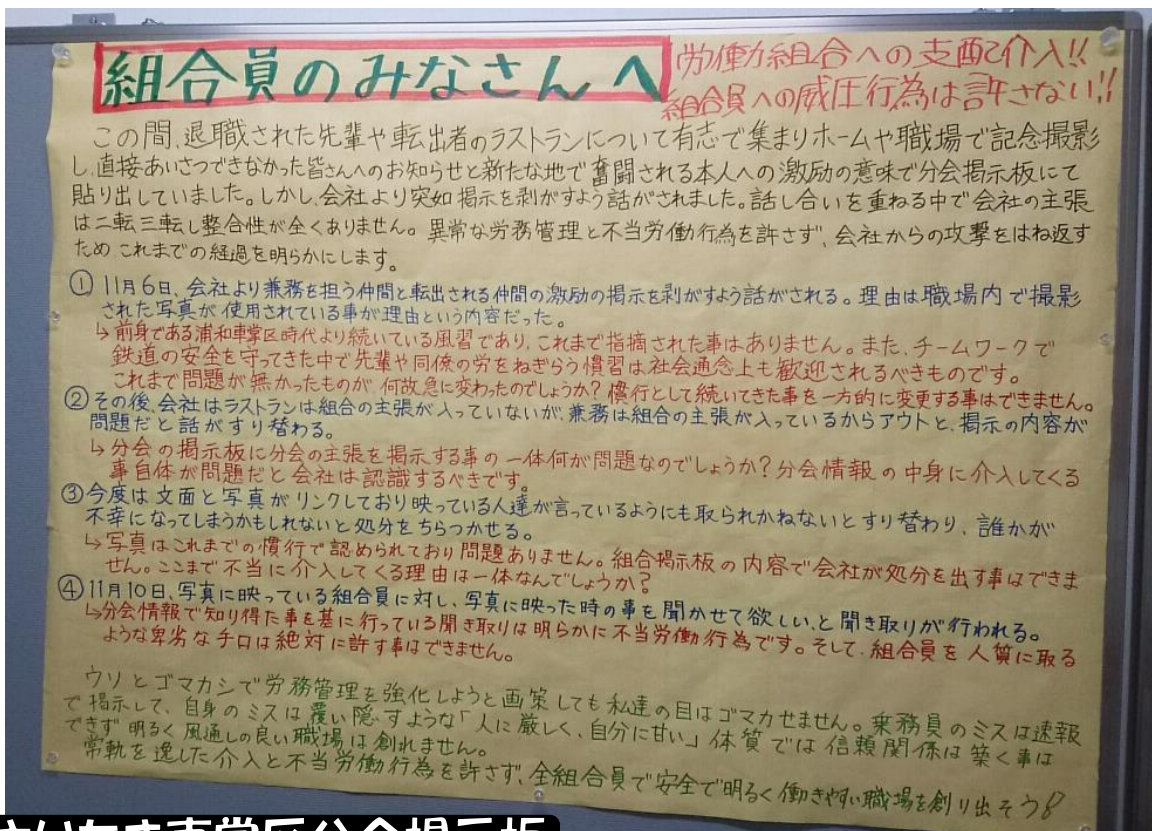 組合員のみなさんへ
労働組合への支配介入!!
組合員への威圧行為は許さない!!
この間、退職された先輩や転出者のラストランについて有志で集まりホームや職場で記念撮影
し、直接あいさつできなかった皆さんへのお知らせと新たな地で奮闘される本人への激励の意味で分会掲示板にて
貼り出していました。しかし、会社より突如掲示を剥がすよう話がされました。話し合いを重ねる中で会社の主張
は二転三転し整合性が全くありません。異常な労務管理と不当労働行為を許さず、会社からの攻撃をはね返す
ため これまでの経過を明らかにします。
① 11月6日、会社より兼務を担う仲間と転出される仲間の激励の掲示を剥がすよう話がされる。理由は職場内で撮影
された写真が使用されている事が理由という内容だった。
↳前身である浦和車掌区時代より続いている風習であり、これまで指摘された事はありません。また、チームワークで
鉄道の安全を守ってきた中で先輩や同僚の労をねぎらう慣習は社会通念上も歓迎されるべきものです。
これまで問題が無かったものが、何故急に変わったのでしょうか?慣行として続いてきた事を一方的に変更する事はできません。
② その後、会社はラストランは組合の主張が入っていないが、兼務は組合の主張が入っているからアウトと、掲示の内容が
問題だと話がすり替わる。
↳分会の掲示板に分会の主張を掲示する事の一体何が問題なのでしょうか?分会情報の中身に介入してくる
事自体が問題だと会社は認識するべきです。
③ 今度は文面と写真がリンクしており映っている人達が言っているようにも取られかねないとすり替わり、誰かが
不幸になってしまうかもしれないと処分をちらつかせる。
↳写真はこれまでの慣行で認められており問題ありません。組合掲示板の内容で会社が処分を出す事はできま
せん。ここまで不当に介入してくる理由は一体なんでしょうか?
④ 11月10日、写真に映っている組合員に対し、写真に映った時の事を聞かせて欲しい、と聞き取りが行われる。
↳分会情報で知り得た事を基に行っている聞き取りは明らかに不当労働行為です。そして、組合員を人質に取る
ような卑劣なテロは絶対に許す事はできません。
ウソとゴマカシで労務管理を強化しようと画策しても私達の目はゴマカせません。乗務員のミスは速報
で掲示して、自身のミスは覆い隠すような「人に厳しく、自分に甘い」体質では信頼関係は築く事は
できず 明るく風通しの良い職場は創れません。
常軌を逸した介入と不当労働行為を許さず、全組合員で安全で明るく働きやすい職場を創り出そう!
さいたま車掌区分会掲示板